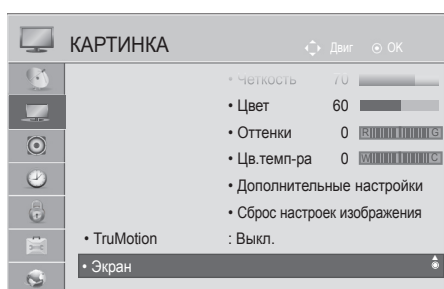 КАРТИНКА Двиг OK
• Четкость 70
• Цвет 60
• Оттенки 0 R G
• Цв.темп-ра 0 W C
• Дополнительные настройки
• Сброс настроек изображения
• TruMotion : Выкл.
• Экран